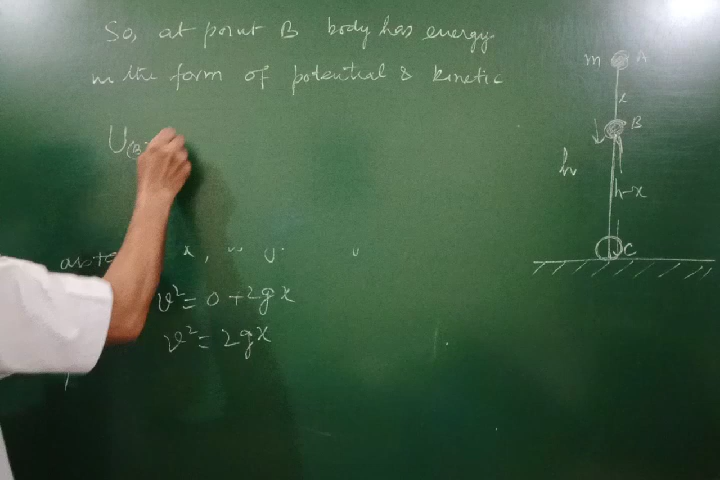 So, at point B body has energy
in the form of potential & kinetic
U(B
x,
v² = 0 + 2gx
v² = 2gx
m A
x
B
h
h-x
C